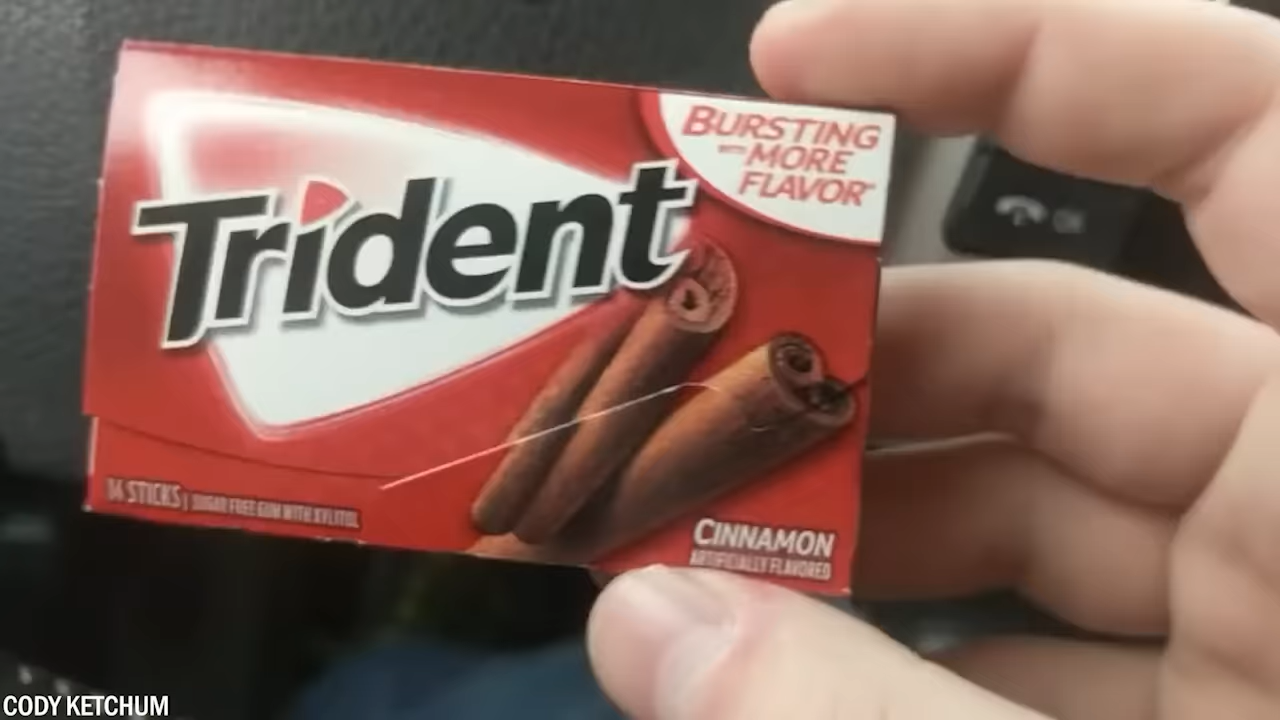 BURSTING
WITH MORE
FLAVOR
Trident
14 STICKS | SUGAR FREE GUM WITH XYLITOL
CINNAMON
ARTIFICIALLY FLAVORED
CODY KETCHUM